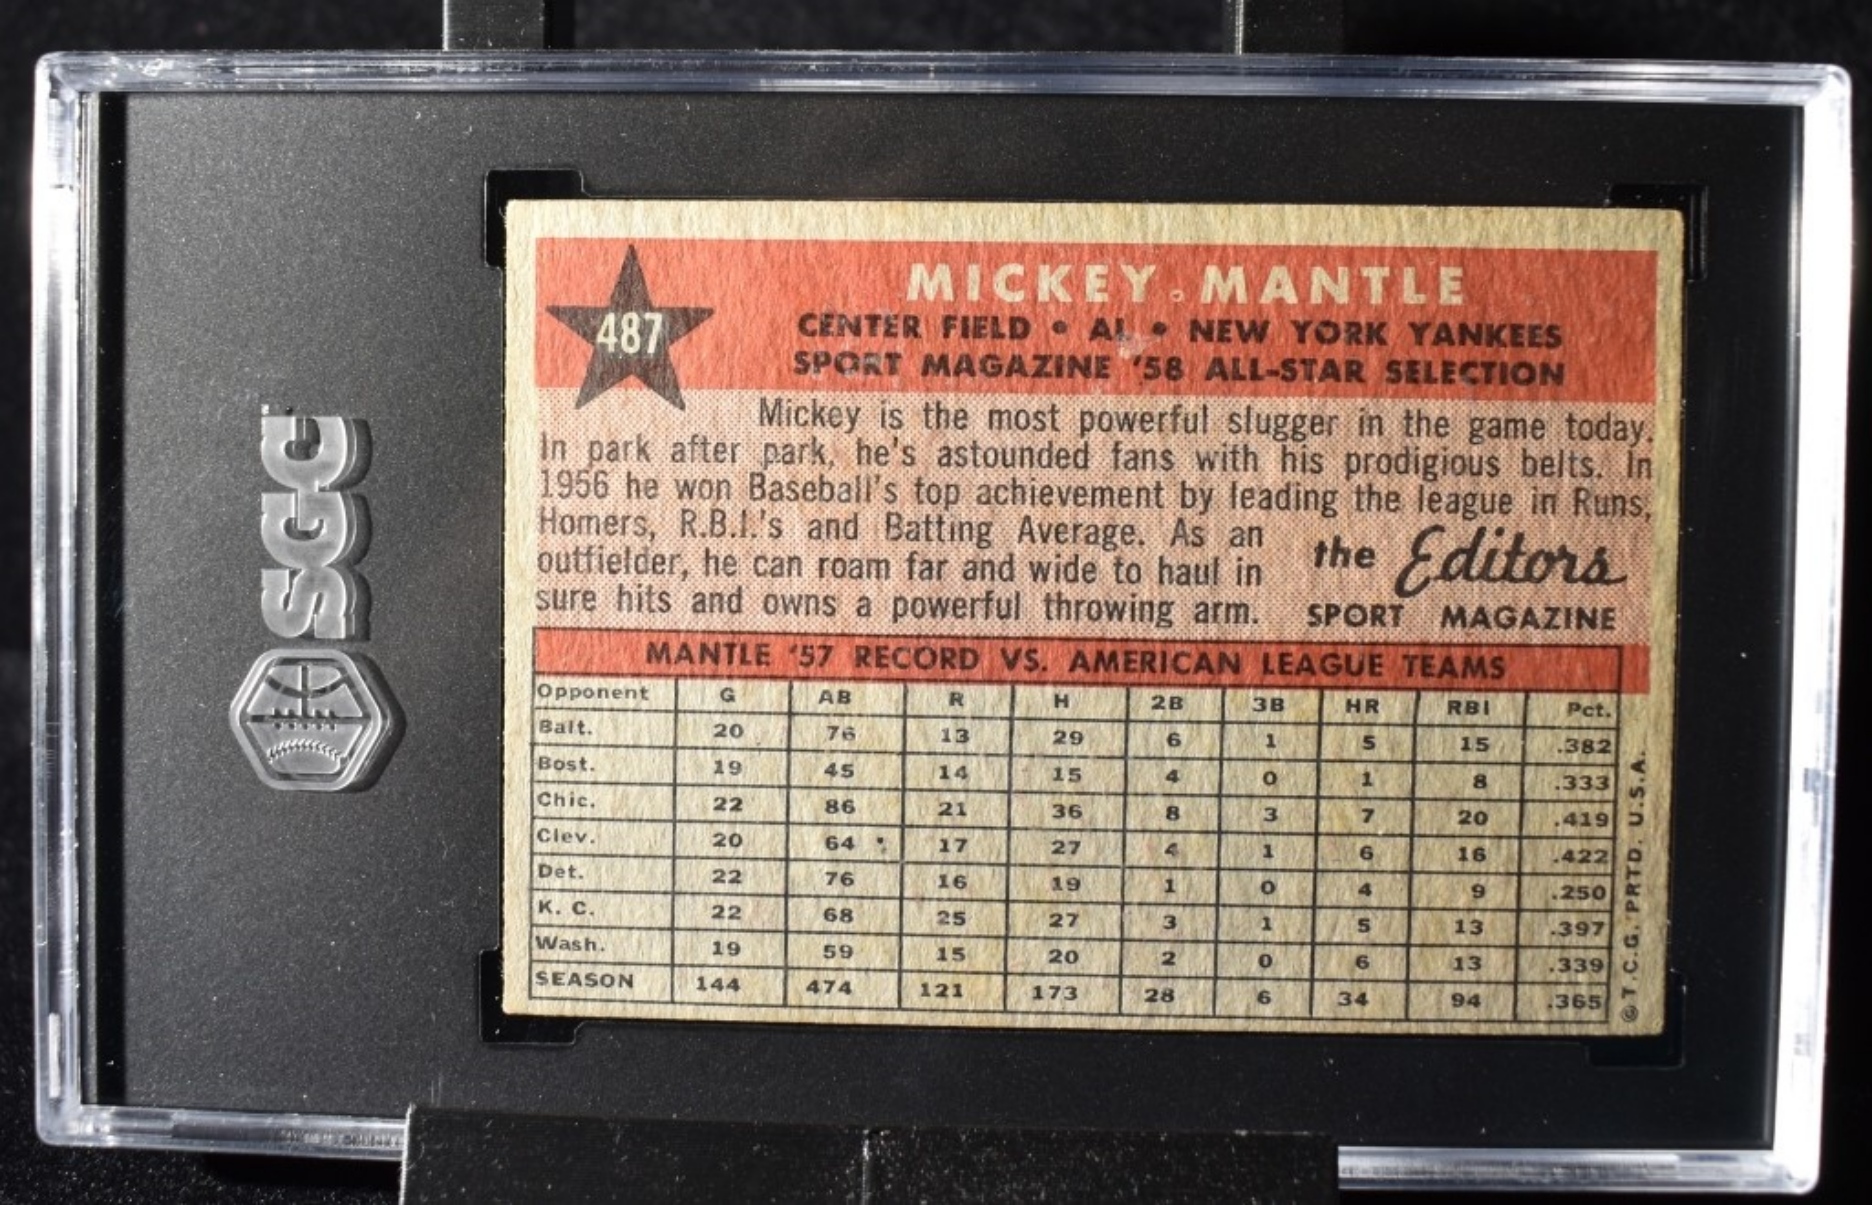 SGC
487
MICKEY MANTLE
CENTER FIELD • AL • NEW YORK YANKEES
SPORT MAGAZINE '58 ALL-STAR SELECTION
Mickey is the most powerful slugger in the game today.
In park after park, he's astounded fans with his prodigious belts. In
1956 he won Baseball's top achievement by leading the league in Runs,
Homers, R.B.I.'s and Batting Average. As an
outfielder, he can roam far and wide to haul in
sure hits and owns a powerful throwing arm.
the Editors
SPORT MAGAZINE
MANTLE '57 RECORD VS. AMERICAN LEAGUE TEAMS
Opponent G AB R H 2B 3B HR RBI Pct.
Balt. 20 76 13 29 6 1 5 15 .382
Bost. 19 45 14 15 4 0 1 8 .333
Chic. 22 86 21 36 8 3 7 20 .419
Clev. 20 64 17 27 4 1 6 16 .422
Det. 22 76 16 19 1 0 4 9 .250
K. C. 22 68 25 27 3 1 5 13 .397
Wash. 19 59 15 20 2 0 6 13 .339
SEASON 144 474 121 173 28 6 34 94 .365
© T.C.G. PRTD. U.S.A.